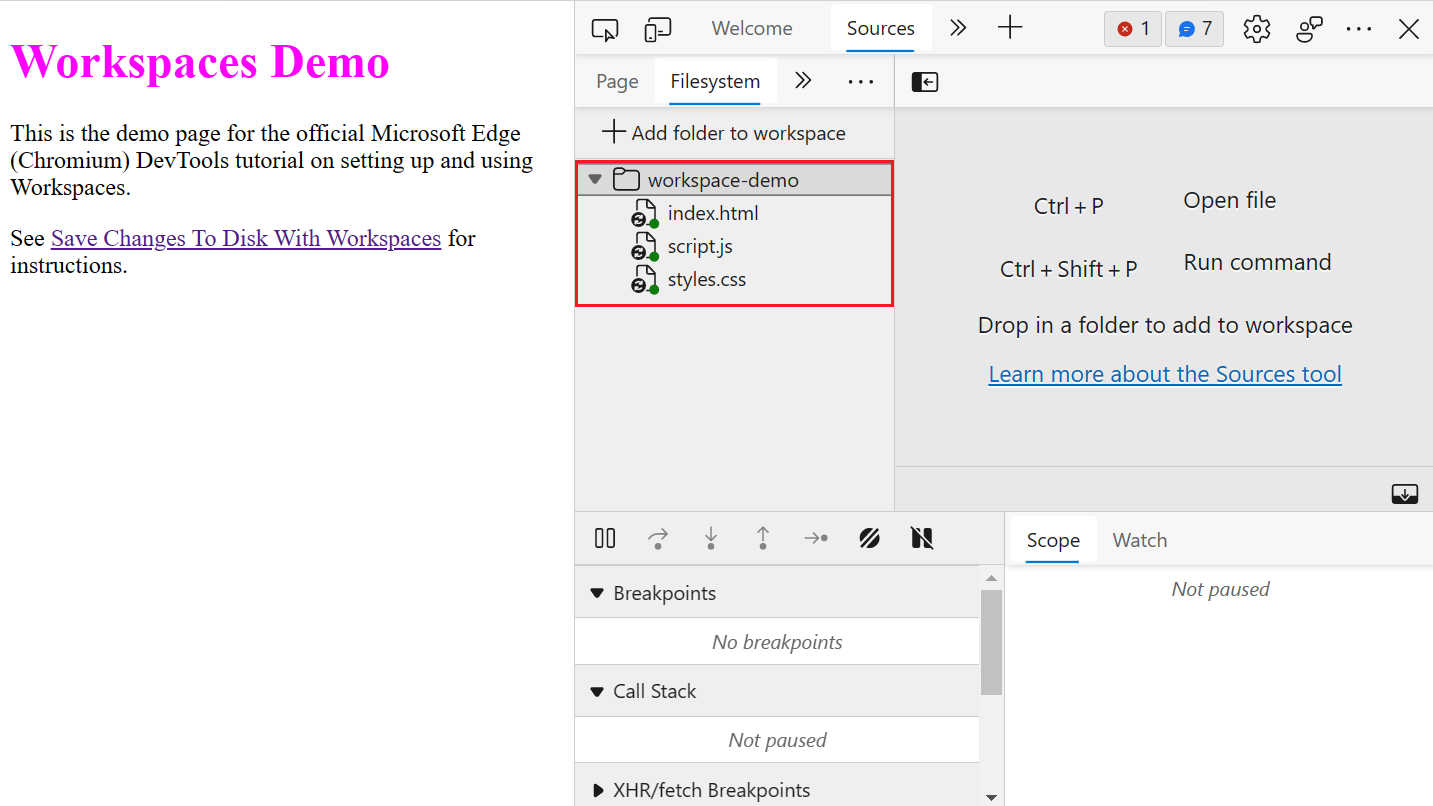 Workspaces Demo
This is the demo page for the official Microsoft Edge
(Chromium) DevTools tutorial on setting up and using
Workspaces.
See Save Changes To Disk With Workspaces for
instructions.
Welcome
Sources
1
7
Page
Filesystem
Add folder to workspace
workspace-demo
index.html
script.js
styles.css
Ctrl + P
Open file
Ctrl + Shift + P
Run command
Drop in a folder to add to workspace
Learn more about the Sources tool
Breakpoints
No breakpoints
Call Stack
Not paused
XHR/fetch Breakpoints
Scope
Watch
Not paused